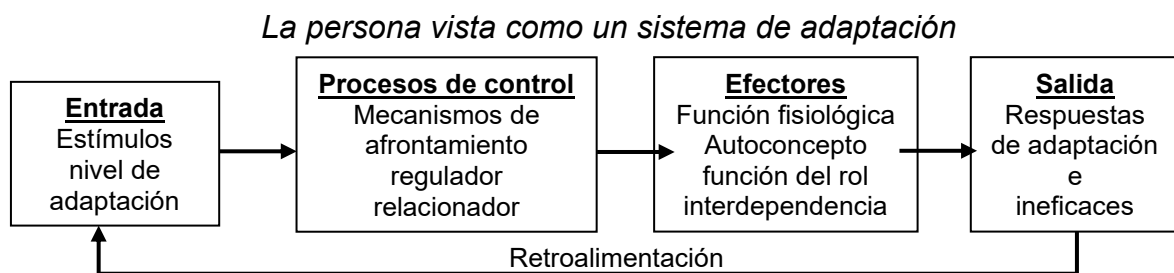 La persona vista como un sistema de adaptación
Entrada
Estímulos
nivel de
adaptación
Procesos de control
Mecanismos de
afrontamiento
regulador
relacionador
Efectores
Función fisiológica
Autoconcepto
función del rol
interdependencia
Salida
Respuestas
de adaptación
e
ineficaces
Retroalimentación